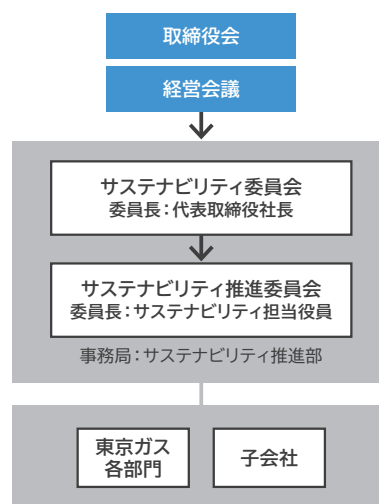 取締役会
経営会議
サステナビリティ委員会
委員長：代表取締役社長
サステナビリティ推進委員会
委員長：サステナビリティ担当役員
事務局：サステナビリティ推進部
東京ガス
各部門
子会社